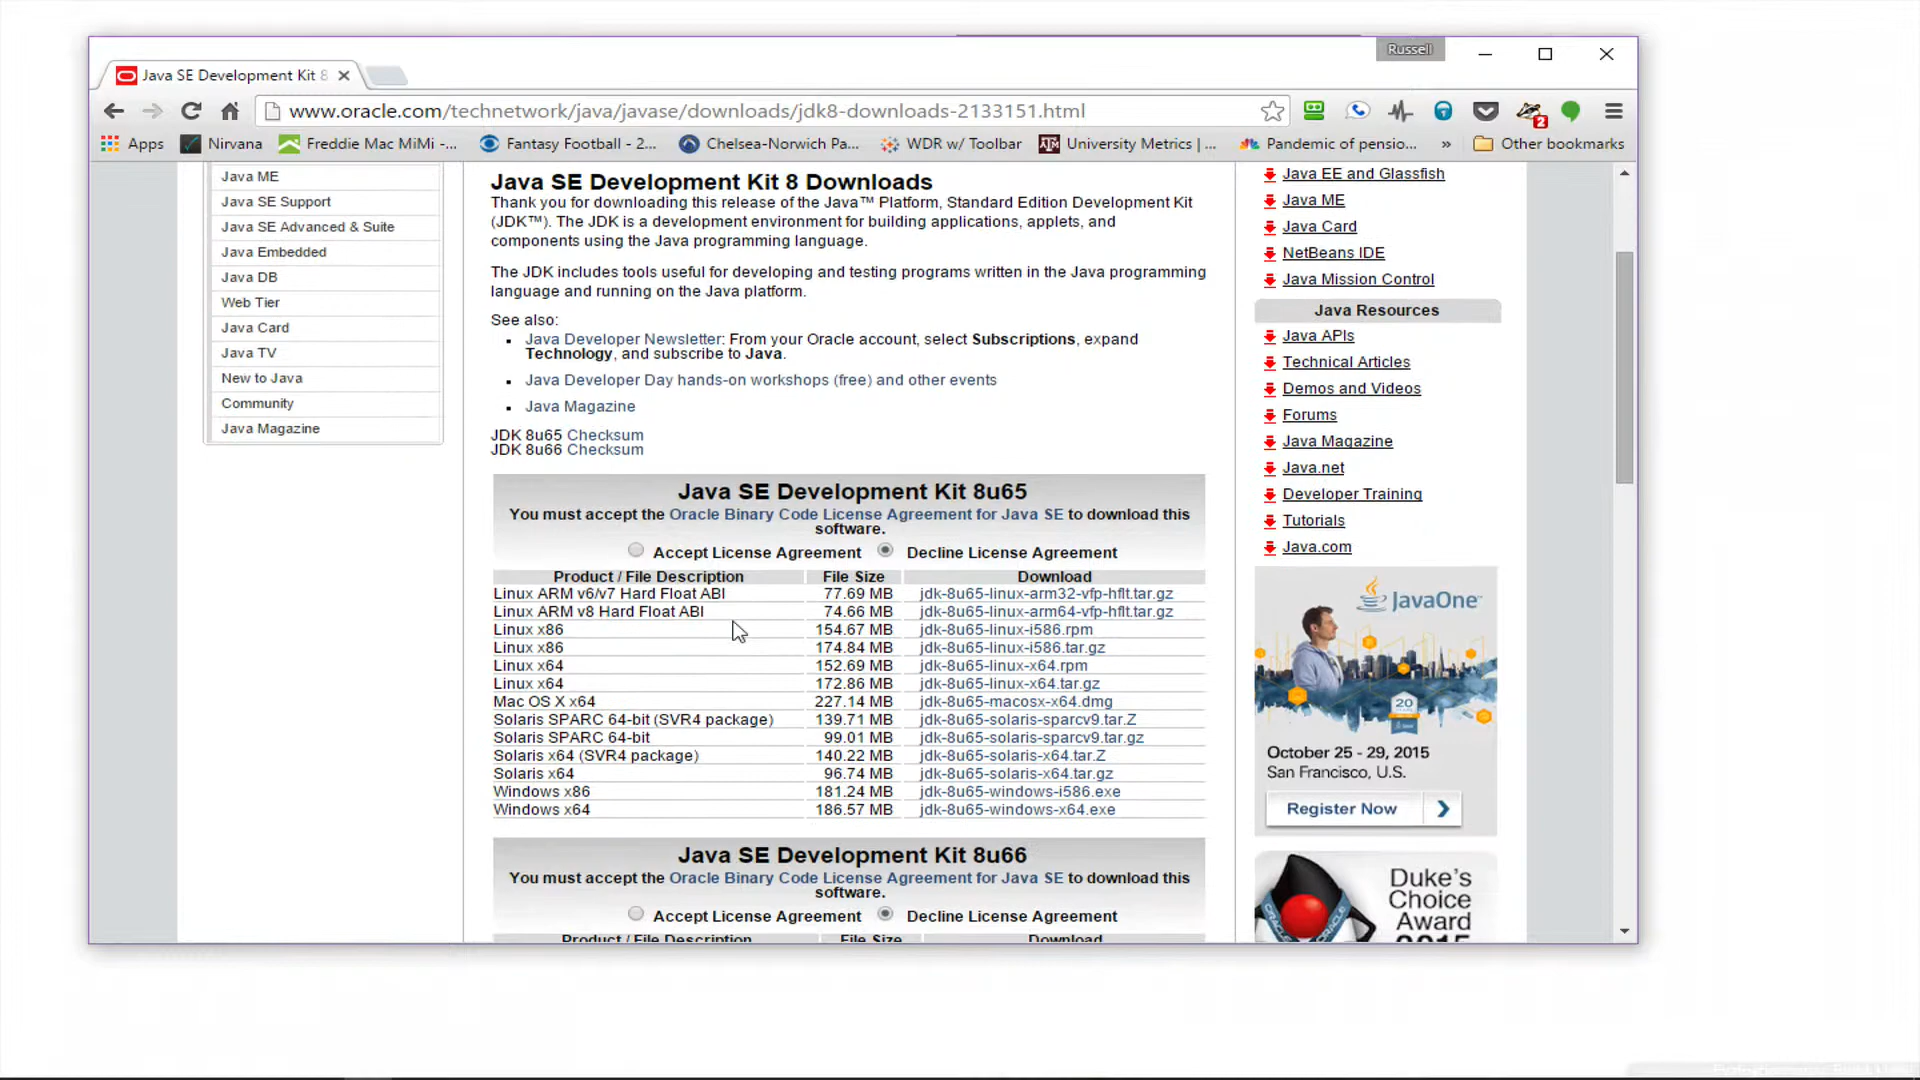 Russell
Java SE Development Kit 8
www.oracle.com/technetwork/java/javase/downloads/jdk8-downloads-2133151.html
2
Apps Nirvana Freddie Mac MiMi -... Fantasy Football - 2... Chelsea-Norwich Pa... WDR w/ Toolbar University Metrics | ... Pandemic of pensio... » Other bookmarks
Java ME
Java SE Support
Java SE Advanced & Suite
Java Embedded
Java DB
Web Tier
Java Card
Java TV
New to Java
Community
Java Magazine
Java SE Development Kit 8 Downloads
Thank you for downloading this release of the Java™ Platform, Standard Edition Development Kit
(JDK™). The JDK is a development environment for building applications, applets, and
components using the Java programming language.
The JDK includes tools useful for developing and testing programs written in the Java programming
language and running on the Java platform.
See also:
Java Developer Newsletter: From your Oracle account, select Subscriptions, expand
Technology, and subscribe to Java.
Java Developer Day hands-on workshops (free) and other events
Java Magazine
JDK 8u65 Checksum
JDK 8u66 Checksum
Java SE Development Kit 8u65
You must accept the Oracle Binary Code License Agreement for Java SE to download this
software.
Accept License Agreement Decline License Agreement
Product / File Description File Size Download
Linux ARM v6/v7 Hard Float ABI 77.69 MB jdk-8u65-linux-arm32-vfp-hflt.tar.gz
Linux ARM v8 Hard Float ABI 74.66 MB jdk-8u65-linux-arm64-vfp-hflt.tar.gz
Linux x86 154.67 MB jdk-8u65-linux-i586.rpm
Linux x86 174.84 MB jdk-8u65-linux-i586.tar.gz
Linux x64 152.69 MB jdk-8u65-linux-x64.rpm
Linux x64 172.86 MB jdk-8u65-linux-x64.tar.gz
Mac OS X x64 227.14 MB jdk-8u65-macosx-x64.dmg
Solaris SPARC 64-bit (SVR4 package) 139.71 MB jdk-8u65-solaris-sparcv9.tar.Z
Solaris SPARC 64-bit 99.01 MB jdk-8u65-solaris-sparcv9.tar.gz
Solaris x64 (SVR4 package) 140.22 MB jdk-8u65-solaris-x64.tar.Z
Solaris x64 96.74 MB jdk-8u65-solaris-x64.tar.gz
Windows x86 181.24 MB jdk-8u65-windows-i586.exe
Windows x64 186.57 MB jdk-8u65-windows-x64.exe
Java SE Development Kit 8u66
You must accept the Oracle Binary Code License Agreement for Java SE to download this
software.
Accept License Agreement Decline License Agreement
Product / File Description File Size Download
Java EE and Glassfish
Java ME
Java Card
NetBeans IDE
Java Mission Control
Java Resources
Java APIs
Technical Articles
Demos and Videos
Forums
Java Magazine
Java.net
Developer Training
Tutorials
Java.com
JavaOne™
20
October 25 - 29, 2015
San Francisco, U.S.
Register Now
Duke's
Choice
Award
2015